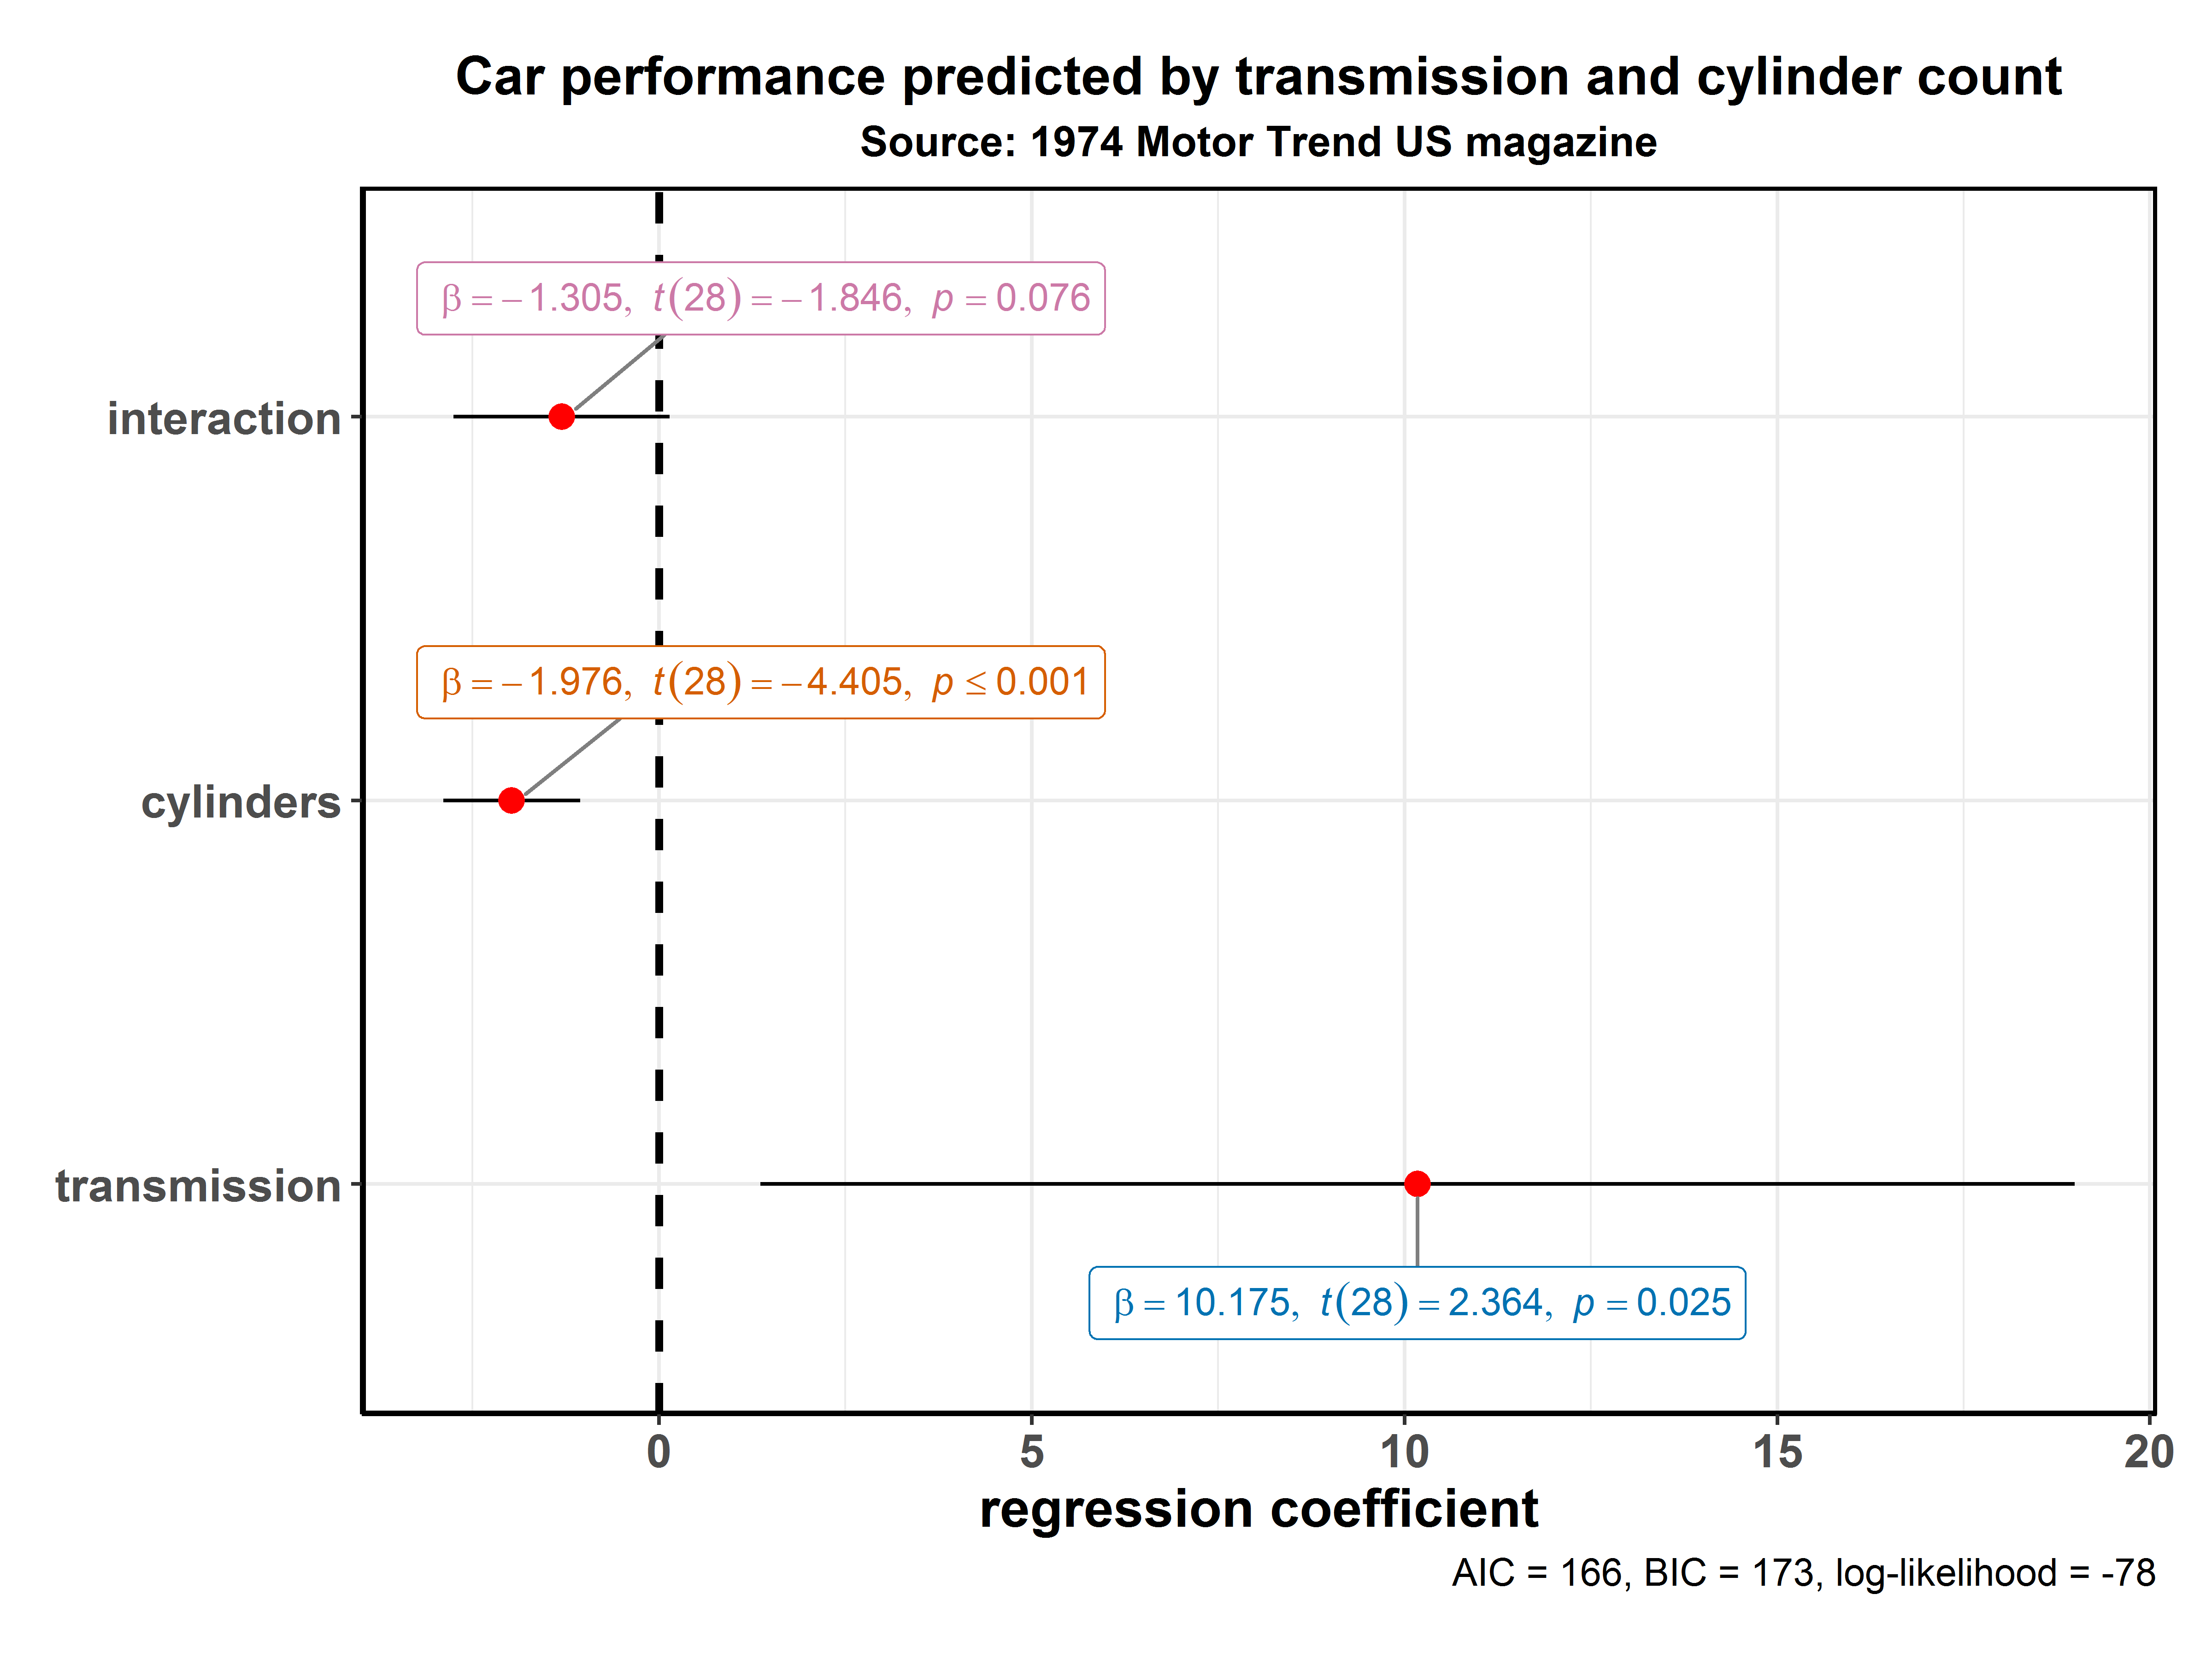 Car performance predicted by transmission and cylinder count
Source: 1974 Motor Trend US magazine
β = − 1.305, t(28) = − 1.846, p = 0.076
interaction
β = − 1.976, t(28) = − 4.405, p ≤ 0.001
cylinders
transmission
β = 10.175, t(28) = 2.364, p = 0.025
0 5 10 15 20
regression coefficient
AIC = 166, BIC = 173, log-likelihood = -78